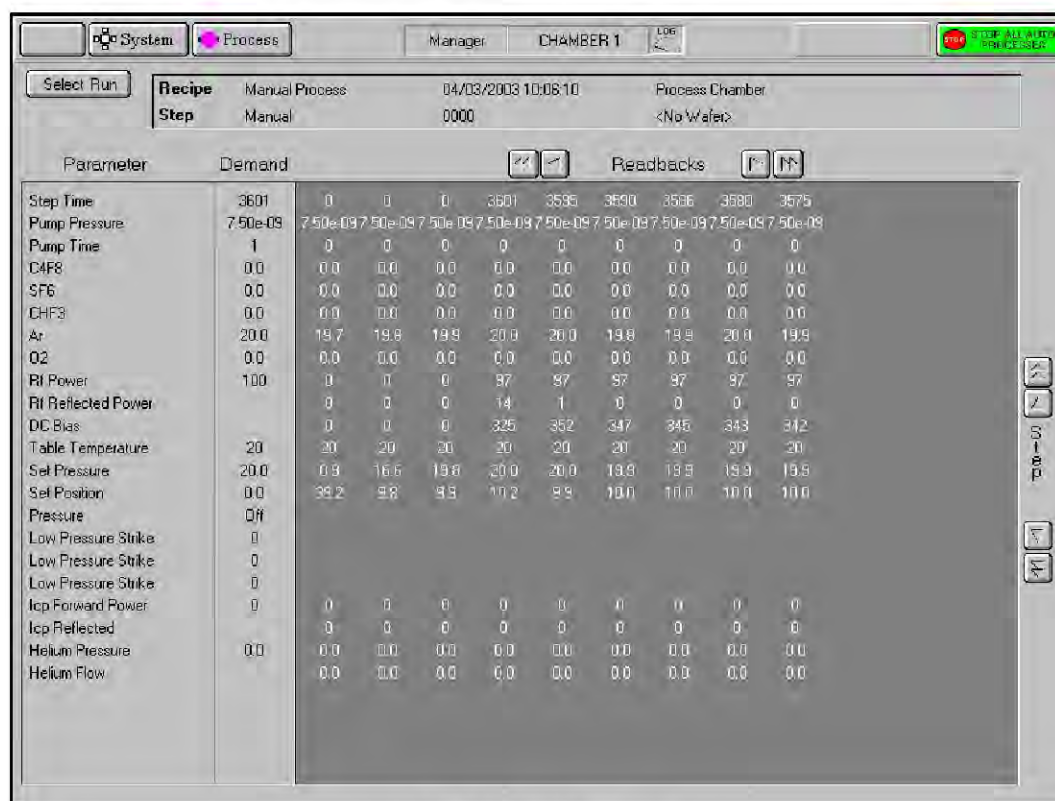 System Process Manager CHAMBER 1 LOG STOP STOP ALL AUTO PROCESSES
Select Run Recipe Manual Process 04/03/2003 10:06:10 Process Chamber
Step Manual 0000 <No Wafer>
Parameter Demand Readbacks
Step Time 3601 0 0 0 3601 3595 3590 3586 3580 3575
Pump Pressure 7.50e-09 7.50e-09 7.50e-09 7.50e-09 7.50e-09 7.50e-09 7.50e-09 7.50e-09 7.50e-09 7.50e-09
Pump Time 1 0 0 0 0 0 0 0 0 0
C4F8 0.0 0.0 0.0 0.0 0.0 0.0 0.0 0.0 0.0 0.0
SF6 0.0 0.0 0.0 0.0 0.0 0.0 0.0 0.0 0.0 0.0
CHF3 0.0 0.0 0.0 0.0 0.0 0.0 0.0 0.0 0.0 0.0
Ar 20.0 19.7 19.8 19.9 20.0 20.0 19.8 19.9 20.0 19.9
O2 0.0 0.0 0.0 0.0 0.0 0.0 0.0 0.0 0.0 0.0
Rf Power 100 0 0 0 97 97 97 97 97 97
Rf Reflected Power 0 0 0 14 1 0 0 0 0
DC Bias 0 0 0 325 352 347 345 343 342
Table Temperature 20 20 20 20 20 20 20 20 20 20
Set Pressure 20.0 0.9 16.6 19.8 20.0 20.0 19.9 19.9 19.9 19.9
Set Position 0.0 39.2 9.8 9.9 10.2 9.9 10.0 10.0 10.0 10.0
Pressure Off
Low Pressure Strike 0
Low Pressure Strike 0
Low Pressure Strike 0
Icp Forward Power 0 0 0 0 0 0 0 0 0 0
Icp Reflected 0 0 0 0 0 0 0 0 0
Helium Pressure 0.0 0.0 0.0 0.0 0.0 0.0 0.0 0.0 0.0 0.0
Helium Flow 0.0 0.0 0.0 0.0 0.0 0.0 0.0 0.0 0.0
Step